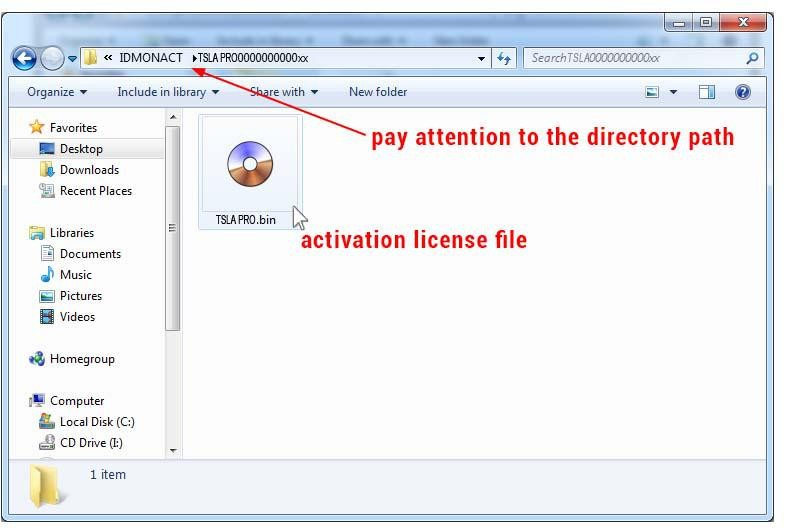 « IDMONACT ▸TSLA PRO0000000000xx
SearchTSLA0000000000xx
Organize Include in library Share with New folder
Favorites
Desktop
Downloads
Recent Places
Libraries
Documents
Music
Pictures
Videos
Homegroup
Computer
Local Disk (C:)
CD Drive (I:)
pay attention to the directory path
TSLA PRO.bin
activation license file
1 item